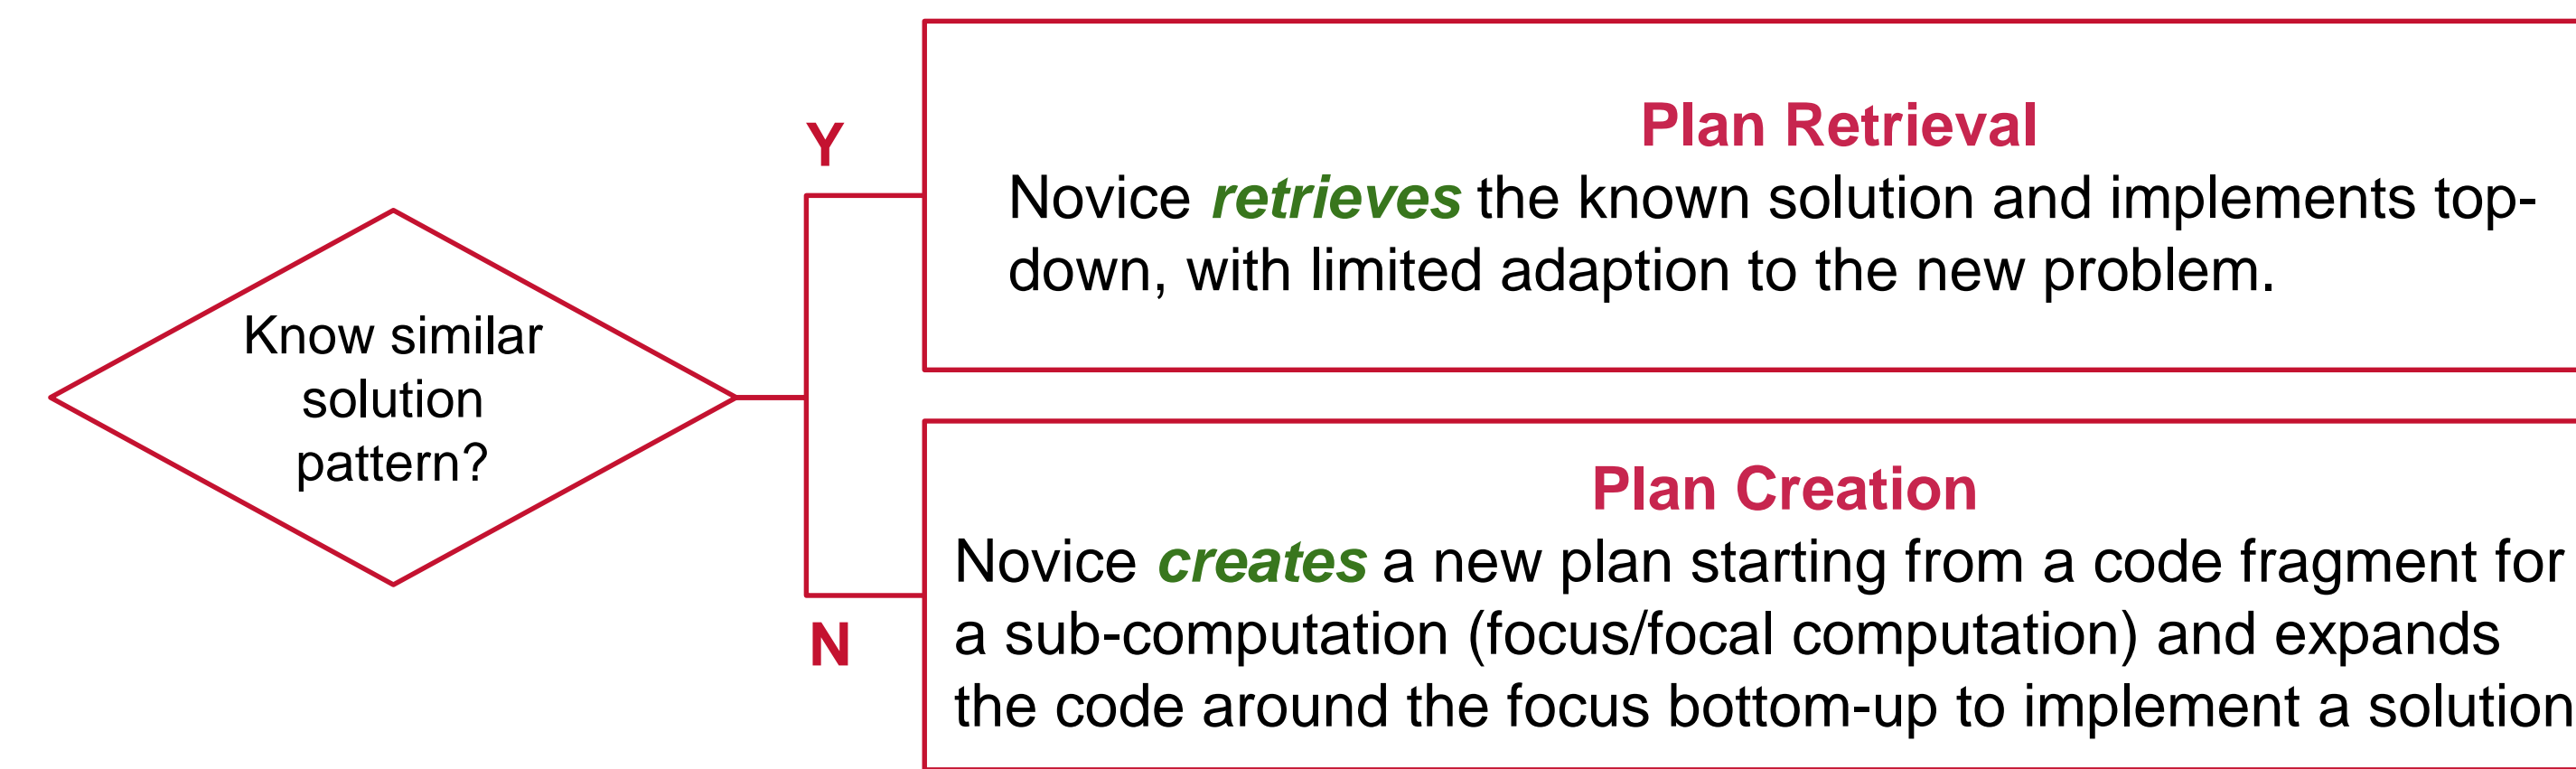 Know similar
solution
pattern?
Y
Plan Retrieval
Novice retrieves the known solution and implements top-
down, with limited adaption to the new problem.
N
Plan Creation
Novice creates a new plan starting from a code fragment for
a sub-computation (focus/focal computation) and expands
the code around the focus bottom-up to implement a solution